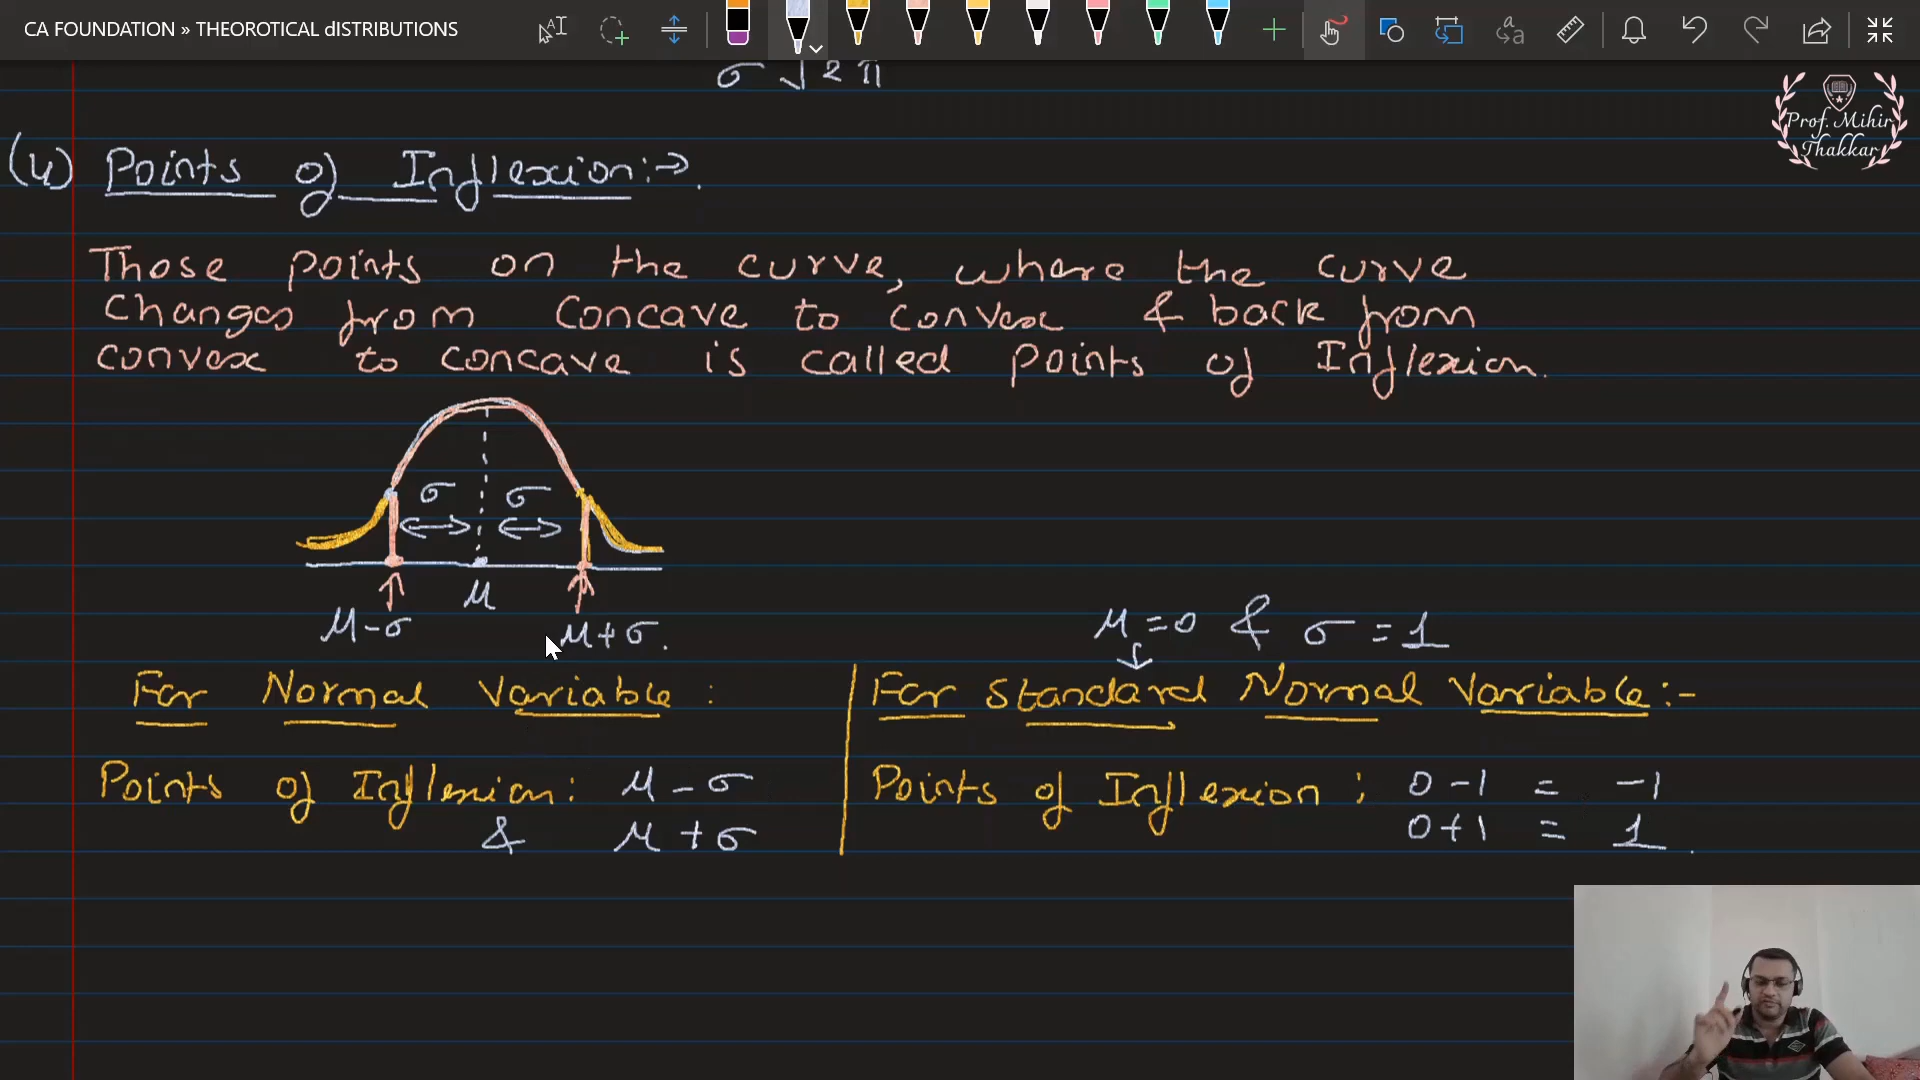 CA FOUNDATION » THEOROTICAL dISTRIBUTIONS
σ √2π
Prof. Mihir
Thakkar
(4) Points of Inflexion :→.
Those points on the curve, where the curve
changes from concave to convex & back from
convex to concave is called points of Inflexion.
σ σ
μ
μ-σ μ+σ.
μ = 0 & σ = 1
For Normal Variable :
For Standard Normal Variable :-
Points of Inflexion : μ - σ
& μ + σ
Points of Inflexion : 0 - 1 = -1
0 + 1 = 1.